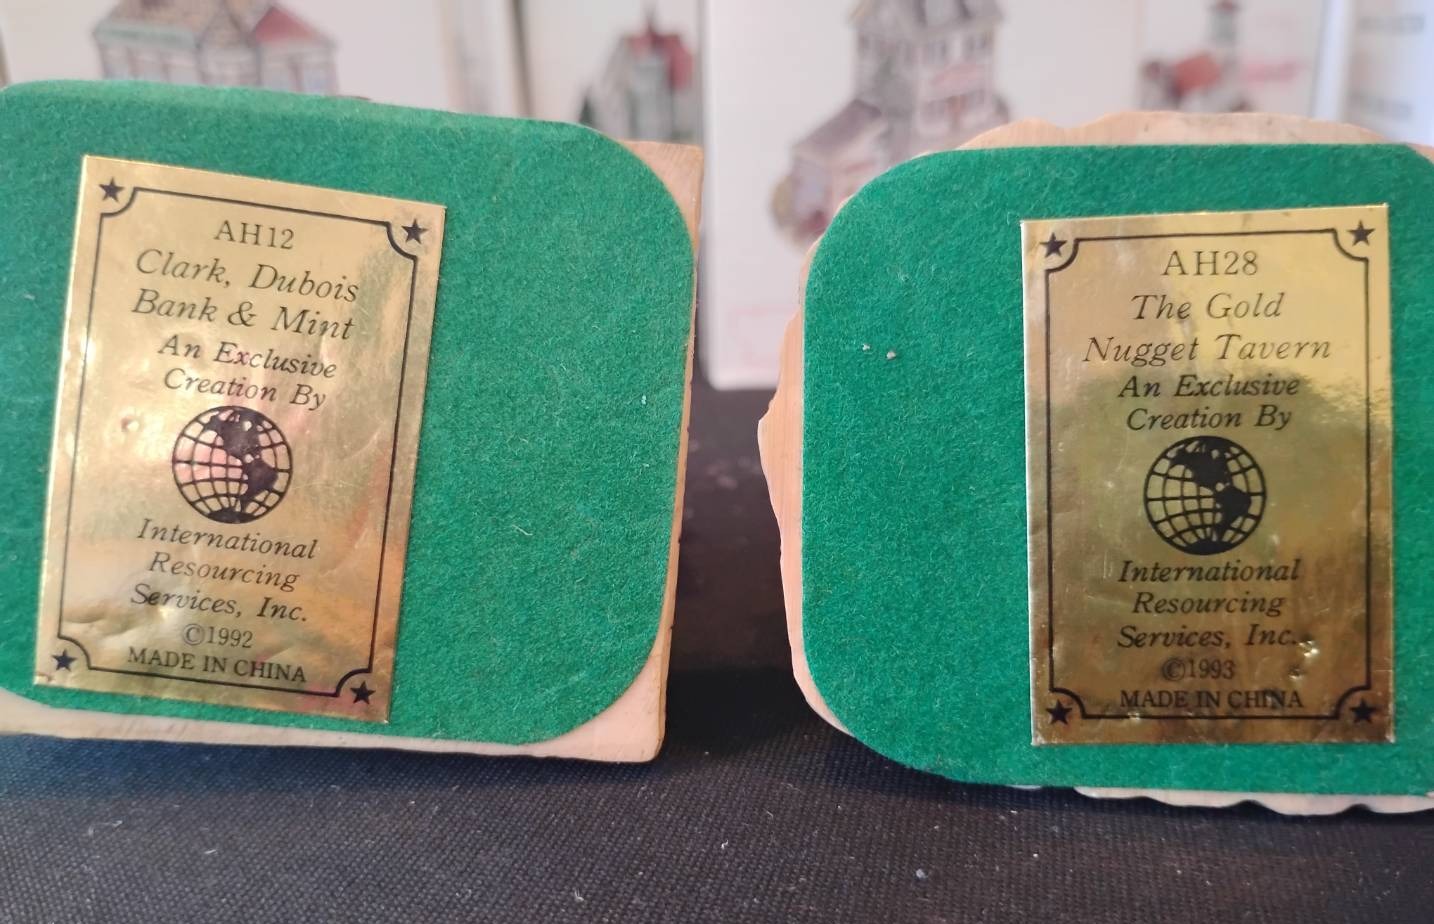 AH12
Clark, Dubois
Bank & Mint
An Exclusive
Creation By
International
Resourcing
Services, Inc.
©1992
MADE IN CHINA
AH28
The Gold
Nugget Tavern
An Exclusive
Creation By
International
Resourcing
Services, Inc.
©1993
MADE IN CHINA